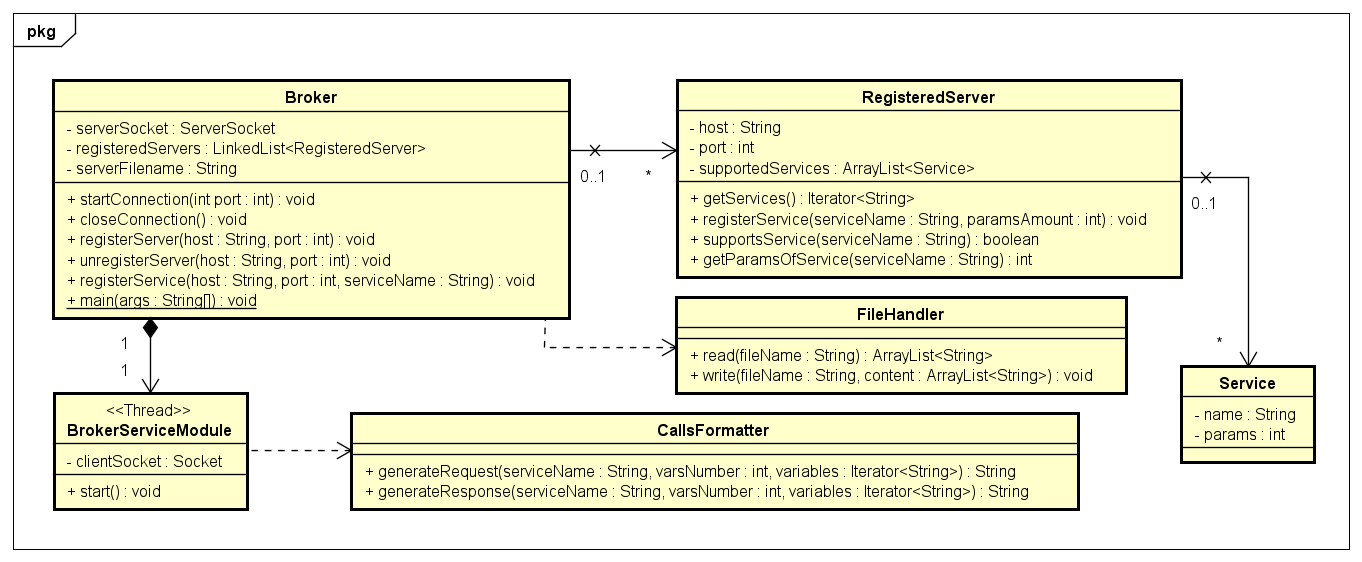 pkg
Broker
- serverSocket : ServerSocket
- registeredServers : LinkedList<RegisteredServer>
- serverFilename : String
+ startConnection(int port : int) : void
+ closeConnection() : void
+ registerServer(host : String, port : int) : void
+ unregisterServer(host : String, port : int) : void
+ registerService(host : String, port : int, serviceName : String) : void
+ main(args : String[]) : void
0..1
*
RegisteredServer
- host : String
- port : int
- supportedServices : ArrayList<Service>
+ getServices() : Iterator<String>
+ registerService(serviceName : String, paramsAmount : int) : void
+ supportsService(serviceName : String) : boolean
+ getParamsOfService(serviceName : String) : int
0..1
*
FileHandler
+ read(fileName : String) : ArrayList<String>
+ write(fileName : String, content : ArrayList<String>) : void
Service
- name : String
- params : int
1
1
<<Thread>>
BrokerServiceModule
- clientSocket : Socket
+ start() : void
CallsFormatter
+ generateRequest(serviceName : String, varsNumber : int, variables : Iterator<String>) : String
+ generateResponse(serviceName : String, varsNumber : int, variables : Iterator<String>) : String